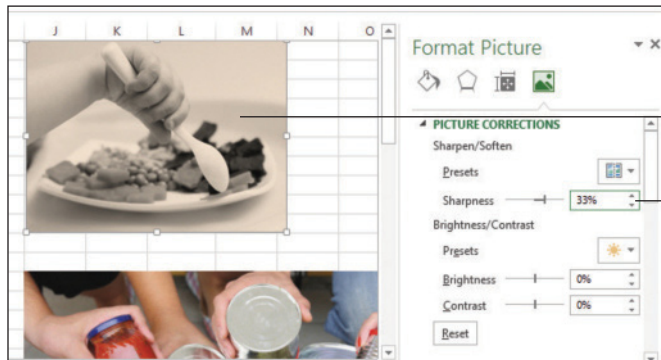 J K L M N O
Format Picture
PICTURE CORRECTIONS
Sharpen/Soften
Presets
Sharpness 33%
Brightness/Contrast
Presets
Brightness 0%
Contrast 0%
Reset